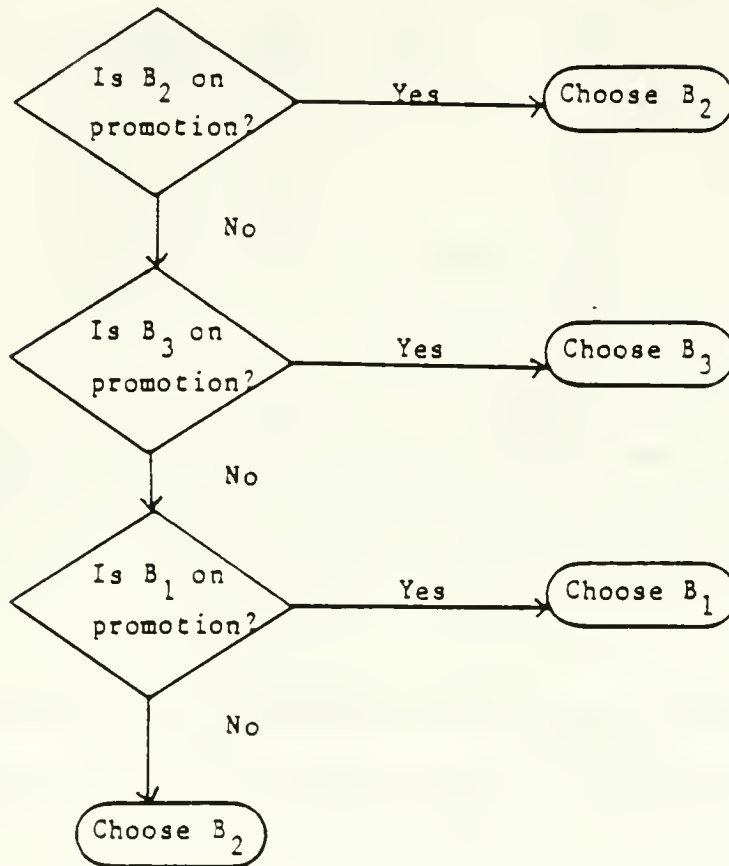 Is B₂ on
promotion?
Yes
Choose B₂
No
Is B₃ on
promotion?
Yes
Choose B₃
No
Is B₁ on
promotion?
Yes
Choose B₁
No
Choose B₂